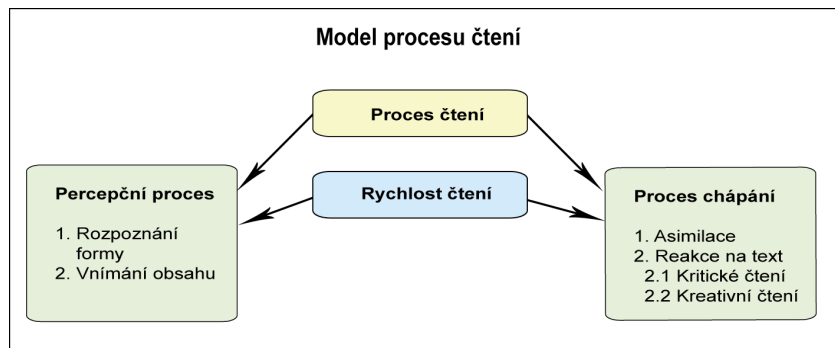 Model procesu čtení
Proces čtení
Rychlost čtení
Percepční proces
1. Rozpoznání
formy
2. Vnímání obsahu
Proces chápání
1. Asimilace
2. Reakce na text
2.1 Kritické čtení
2.2 Kreativní čtení